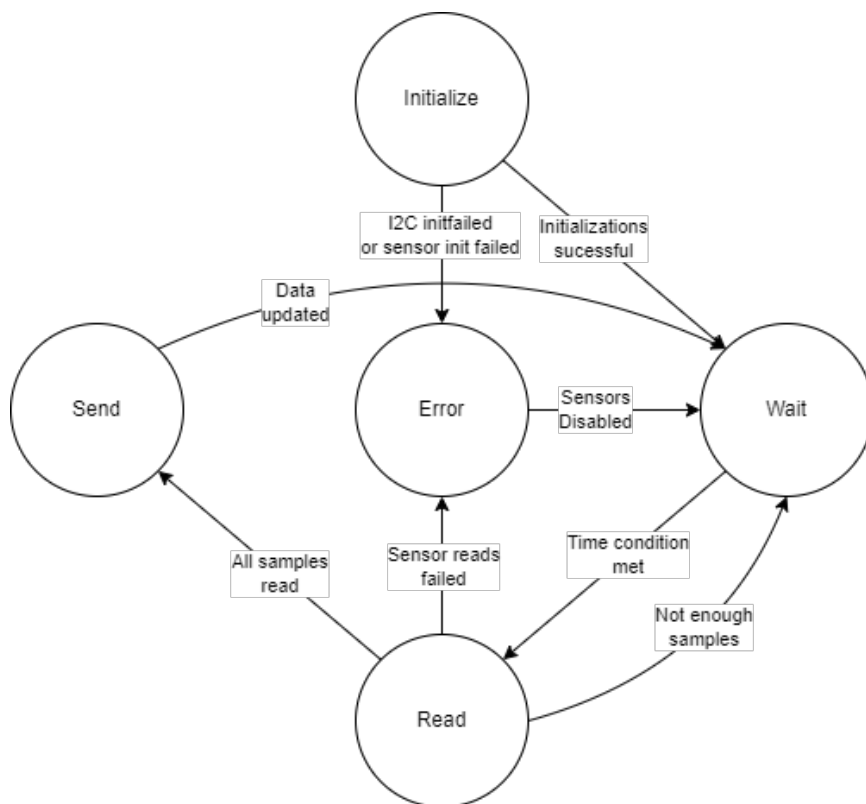 Initialize
I2C initfailed
or sensor init failed
Initializations
sucessful
Data
updated
Send
Error
Sensors
Disabled
Wait
All samples
read
Sensor reads
failed
Time condition
met
Not enough
samples
Read